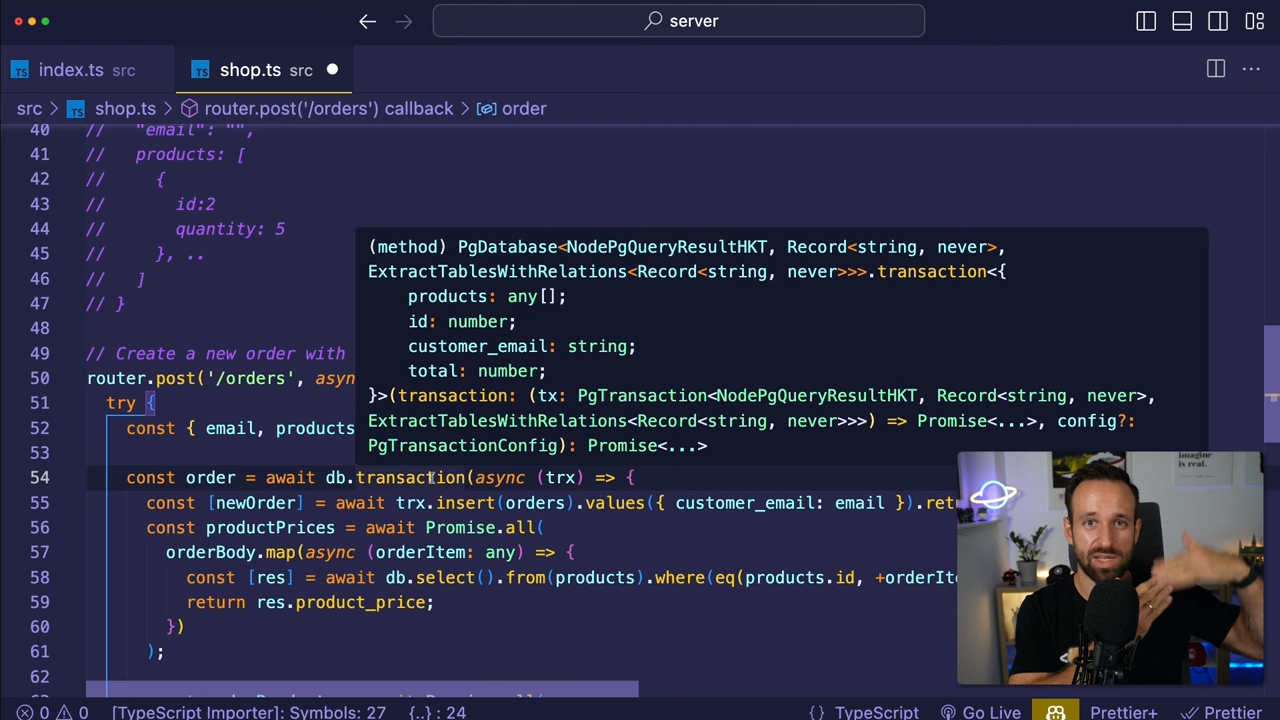 server
TS index.ts src
TS shop.ts src
src > TS shop.ts > router.post('/orders') callback > order
40 // "email": "",
41 // products: [
42 // {
43 // id:2
44 // quantity: 5
45 // }, ..
46 // ]
47 // }
48
49 // Create a new order with
50 router.post('/orders', asyn
51 try {
52 const { email, products
53
54 const order = await db.transaction(async (trx) => {
55 const [newOrder] = await trx.insert(orders).values({ customer_email: email }).ret
56 const productPrices = await Promise.all(
57 orderBody.map(async (orderItem: any) => {
58 const [res] = await db.select().from(products).where(eq(products.id, +orderIte
59 return res.product_price;
60 })
61 );
62
(method) PgDatabase<NodePgQueryResultHKT, Record<string, never>,
ExtractTablesWithRelations<Record<string, never>>>.transaction<{
products: any[];
id: number;
customer_email: string;
total: number;
}>(transaction: (tx: PgTransaction<NodePgQueryResultHKT, Record<string, never>,
ExtractTablesWithRelations<Record<string, never>>>) => Promise<...>, config?:
PgTransactionConfig): Promise<...>
imagine
is real.
0 0 [TypeScript Importer]: Symbols: 27 {..} : 24 {} TypeScript Go Live Prettier+ Prettier